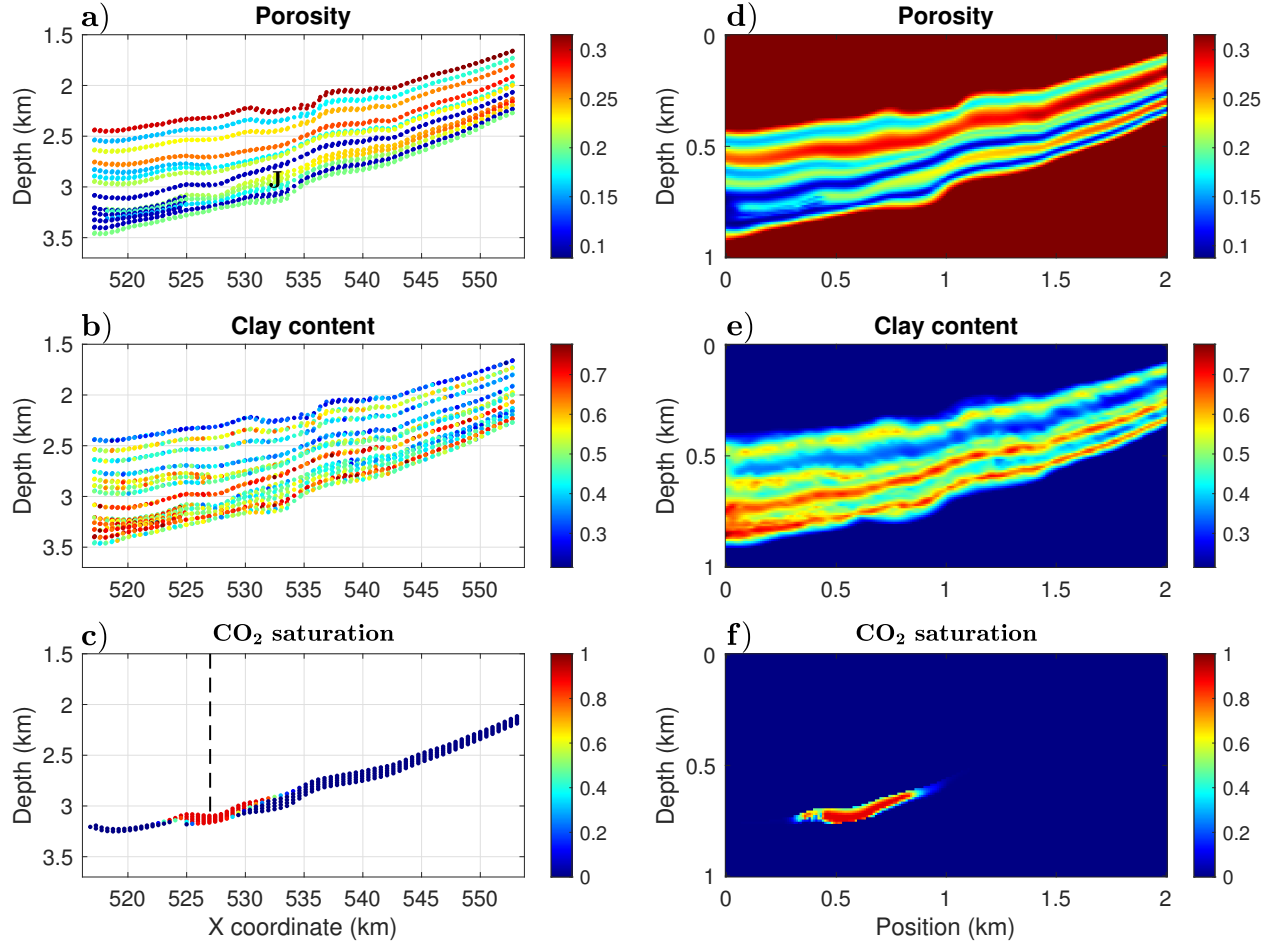 a) Porosity
1.5
2
2.5
3
3.5
Depth (km)
J
520 525 530 535 540 545 550
0.3
0.25
0.2
0.15
0.1
d) Porosity
0
0.5
1
Depth (km)
0 0.5 1 1.5 2
0.3
0.25
0.2
0.15
0.1
b) Clay content
1.5
2
2.5
3
3.5
Depth (km)
520 525 530 535 540 545 550
0.7
0.6
0.5
0.4
0.3
e) Clay content
0
0.5
1
Depth (km)
0 0.5 1 1.5 2
0.7
0.6
0.5
0.4
0.3
c) CO₂ saturation
1.5
2
2.5
3
3.5
Depth (km)
520 525 530 535 540 545 550
X coordinate (km)
1
0.8
0.6
0.4
0.2
0
f) CO₂ saturation
0
0.5
1
Depth (km)
0 0.5 1 1.5 2
Position (km)
1
0.8
0.6
0.4
0.2
0